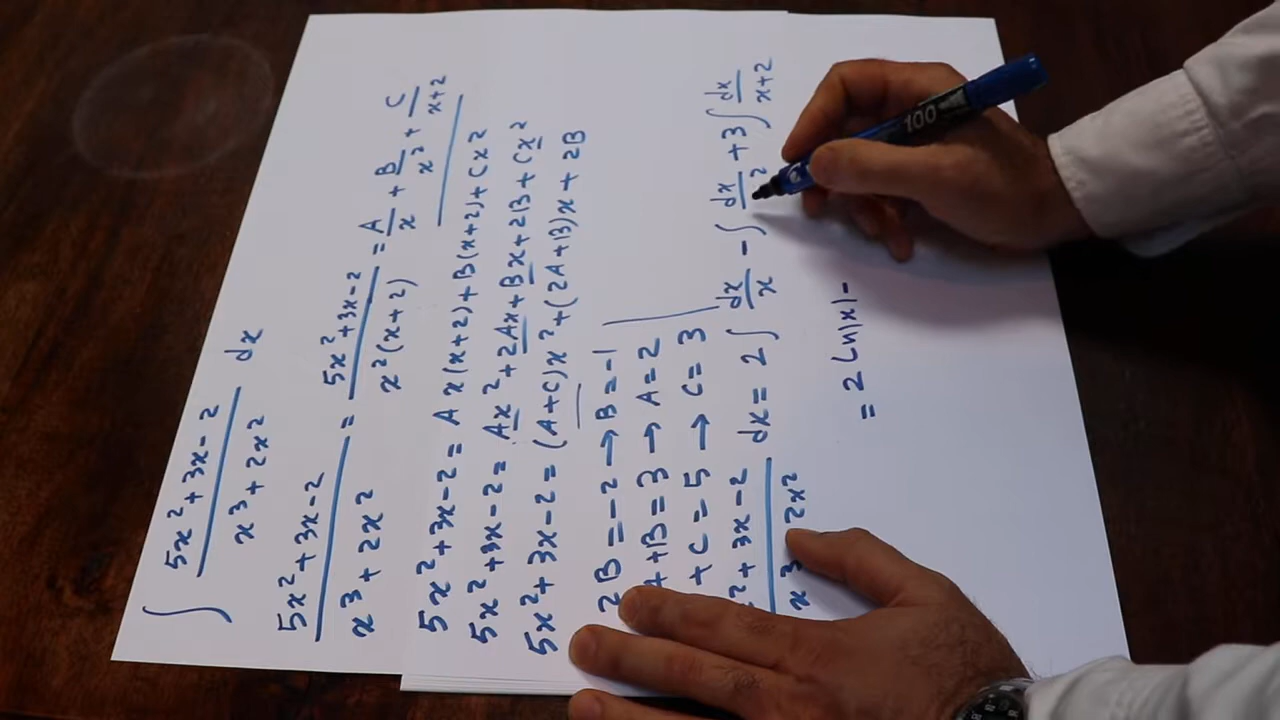 ∫ (5x² + 3x - 2)/(x³ + 2x²) dx
(5x² + 3x - 2)/(x³ + 2x²) = (5x² + 3x - 2)/(x²(x+2)) = A/x + B/x² + C/(x+2)
5x² + 3x - 2 = Ax(x+2) + B(x+2) + Cx²
5x² + 3x - 2 = Ax² + 2Ax + Bx + 2B + Cx²
5x² + 3x - 2 = (A+C)x² + (2A+B)x + 2B
2B = -2 → B = -1
+B = 3 → A = 2
+ C = 5 → C = 3
x² + 3x - 2/(x³ 2x²) dx = 2∫ dx/x - ∫ dx/x² + 3∫ dx/(x+2)
= 2 Ln|x| -
100